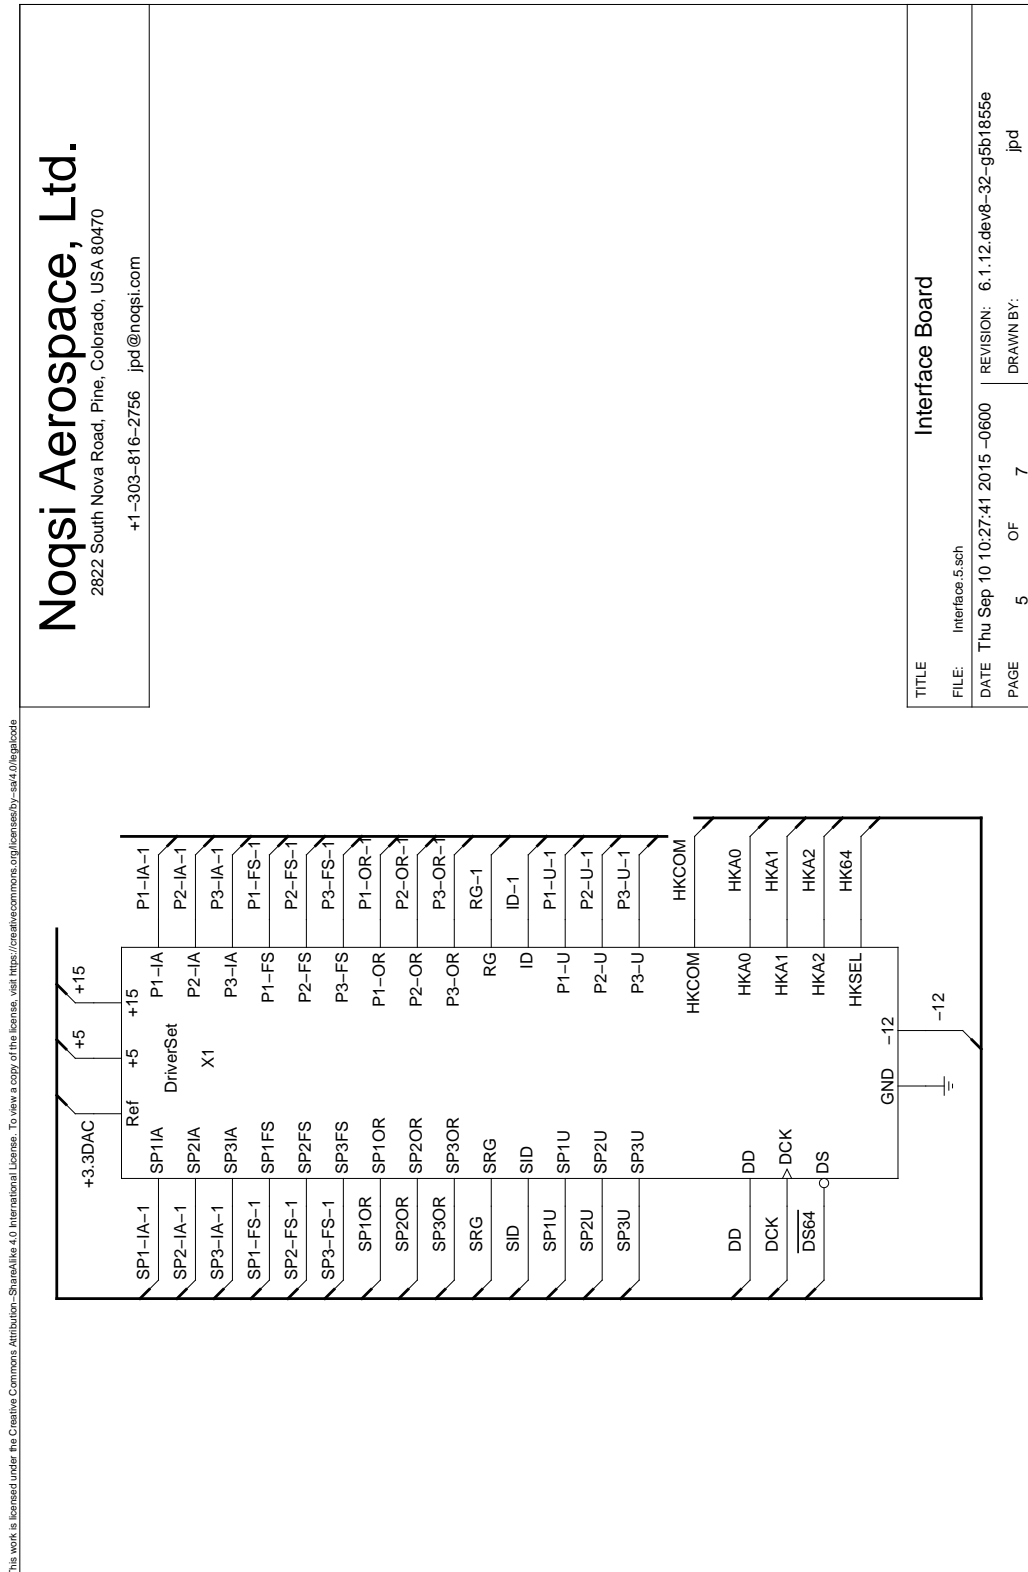 This work is licensed under the Creative Commons Attribution−ShareAlike 4.0 International License. To view a copy of the license, visit https://creativecommons.org/licenses/by−sa/4.0/legalcode
Noqsi Aerospace, Ltd.
2822 South Nova Road, Pine, Colorado, USA 80470
+1−303−816−2756 jpd@noqsi.com
+3.3DAC
+5
+15
Ref
+5
+15
DriverSet
X1
SP1−IA−1 SP1IA P1−IA P1−IA−1
SP2−IA−1 SP2IA P2−IA P2−IA−1
SP3−IA−1 SP3IA P3−IA P3−IA−1
SP1−FS−1 SP1FS P1−FS P1−FS−1
SP2−FS−1 SP2FS P2−FS P2−FS−1
SP3−FS−1 SP3FS P3−FS P3−FS−1
SP1OR SP1OR P1−OR P1−OR−1
SP2OR SP2OR P2−OR P2−OR−1
SP3OR SP3OR P3−OR P3−OR−1
SRG SRG RG RG−1
SID SID ID ID−1
SP1U SP1U P1−U P1−U−1
SP2U SP2U P2−U P2−U−1
SP3U SP3U P3−U P3−U−1
HKCOM HKCOM
DD DD HKA0 HKA0
DCK DCK HKA1 HKA1
DS64 DS HKA2 HKA2
HKSEL HK64
GND
−12
−12
TITLE
Interface Board
FILE: Interface.5.sch
DATE Thu Sep 10 10:27:41 2015 −0600 REVISION: 6.1.12.dev8−32−g5b1855e
PAGE 5 OF 7 DRAWN BY: jpd